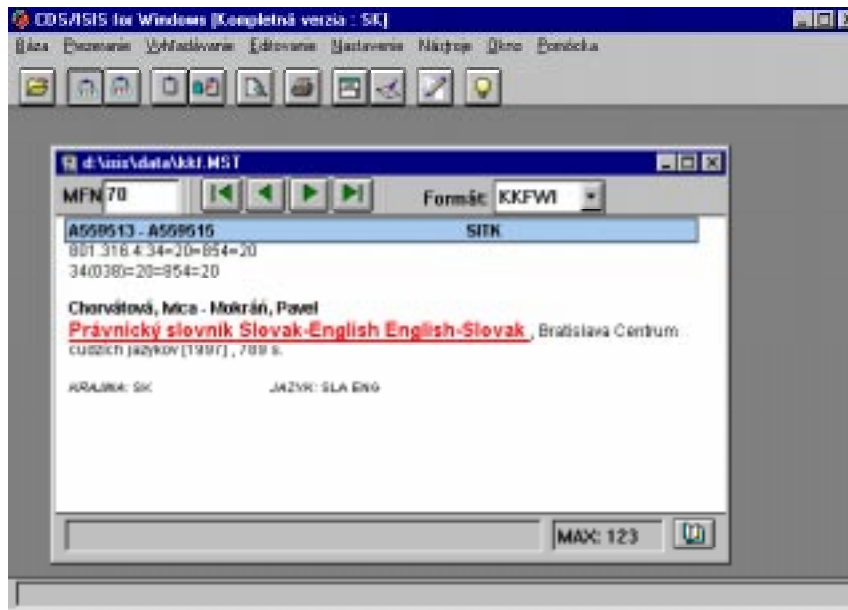 CDS/ISIS for Windows [Kompletná verzia : SK]
Báza Prezeranie Vyhľadávanie Editovanie Nastavenie Nástroje Okno Pomôcka
d:\isis\data\kkf.MST
MFN 70 Formát: KKFWI
A559513 - A559515 SITK
801.316.4:34=20=854=20
34(038)=20=854=20
Chorvátová, Ivica - Mokráň, Pavel
Právnický slovník Slovak-English English-Slovak , Bratislava Centrum
cudzích jazykov [1997] , 789 s.
KRAJINA: SK JAZYK: SLA ENG
MAX: 123